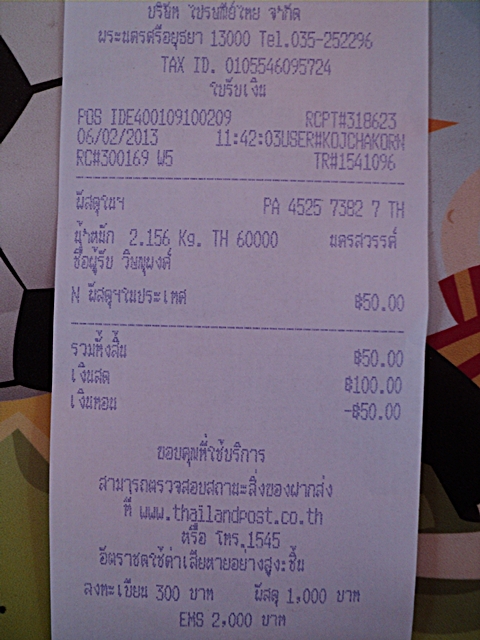 บริษัท ไปรษณีย์ไทย จำกัด
พระนครศรีอยุธยา 13000 Tel.035-252296
TAX ID. 0105546095724
ใบรับเงิน
POS IDE400109100209 RCPT#318623
06/02/2013 11:42:03USER#KOJCHAKORN
RC#300169 W5 TR#1541096
พัสดุในฯ PA 4525 7382 7 TH
น้ำหนัก 2.156 Kg. TH 60000 นครสวรรค์
ชื่อผู้รับ วิษณุพงศ์
N พัสดุฯในประเทศ ฿50.00
รวมทั้งสิ้น ฿50.00
เงินสด ฿100.00
เงินทอน -฿50.00
ขอบคุณที่ใช้บริการ
สามารถตรวจสอบสถานะสิ่งของฝากส่ง
ที่ www.thailandpost.co.th
หรือ โทร.1545
อัตราชดใช้ค่าเสียหายอย่างสูง:ชิ้น
ลงทะเบียน 300 บาท พัสดุ 1,000 บาท
EMS 2,000 บาท